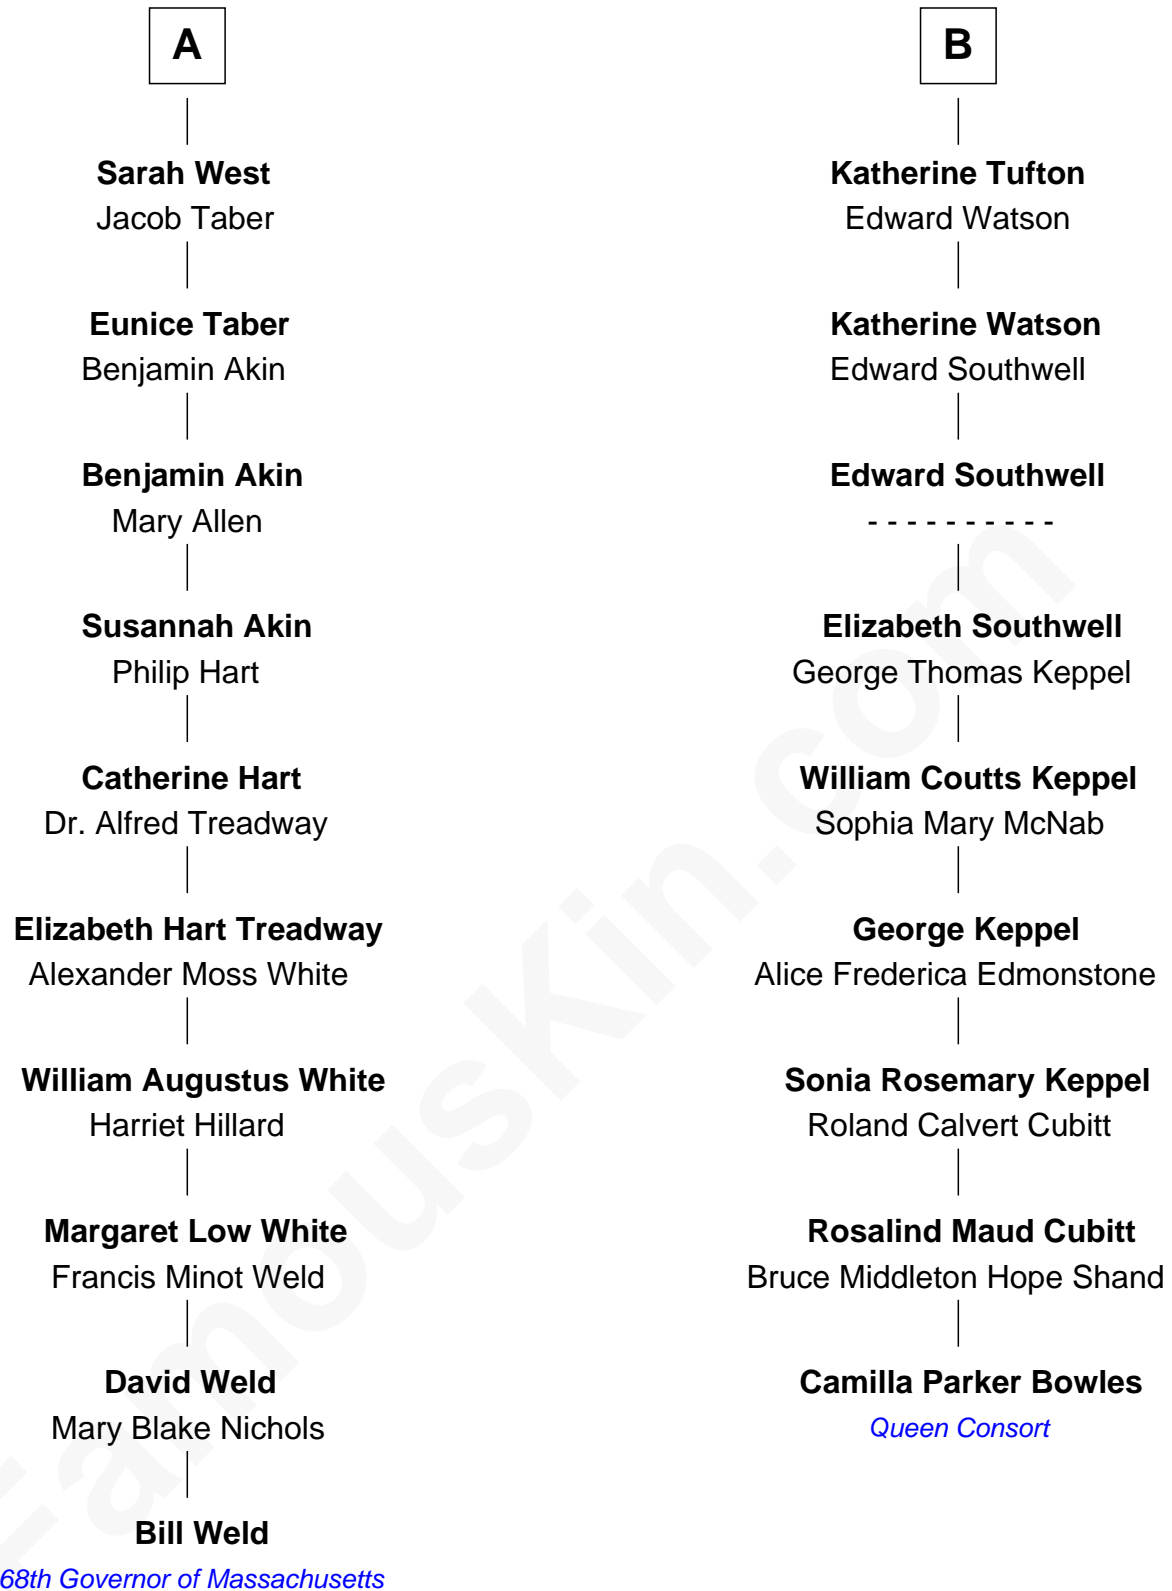 A
Sarah West
Jacob Taber
Eunice Taber
Benjamin Akin
Benjamin Akin
Mary Allen
Susannah Akin
Philip Hart
Catherine Hart
Dr. Alfred Treadway
Elizabeth Hart Treadway
Alexander Moss White
William Augustus White
Harriet Hillard
Margaret Low White
Francis Minot Weld
David Weld
Mary Blake Nichols
Bill Weld
68th Governor of Massachusetts
B
Katherine Tufton
Edward Watson
Katherine Watson
Edward Southwell
Edward Southwell
- - - - - - - - - -
Elizabeth Southwell
George Thomas Keppel
William Coutts Keppel
Sophia Mary McNab
George Keppel
Alice Frederica Edmonstone
Sonia Rosemary Keppel
Roland Calvert Cubitt
Rosalind Maud Cubitt
Bruce Middleton Hope Shand
Camilla Parker Bowles
Queen Consort
FamousKin.com